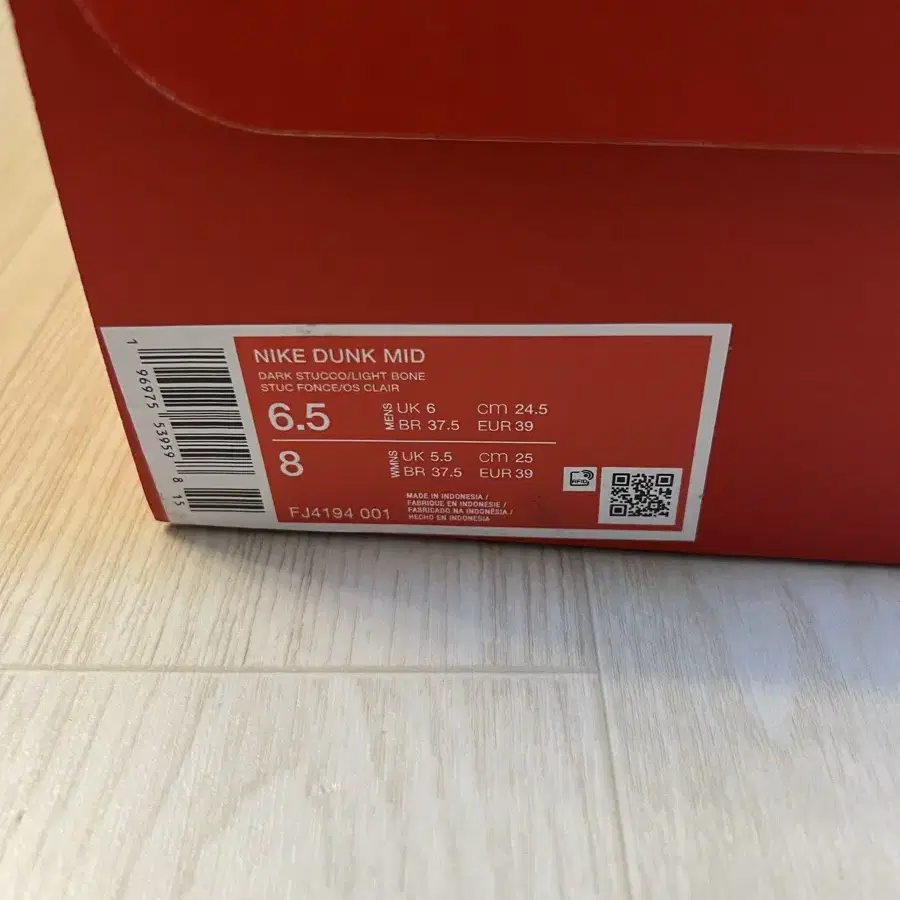 1 96975 53959 8 15
NIKE DUNK MID
DARK STUCCO/LIGHT BONE
STUC FONCE/OS CLAIR
6.5 MENS UK 6 cm 24.5
BR 37.5 EUR 39
8 WMNS UK 5.5 cm 25
BR 37.5 EUR 39
RFID
FJ4194 001
MADE IN INDONESIA /
FABRIQUE EN INDONESIE /
FABRICADO NA INDONÉSIA /
HECHO EN INDONESIA